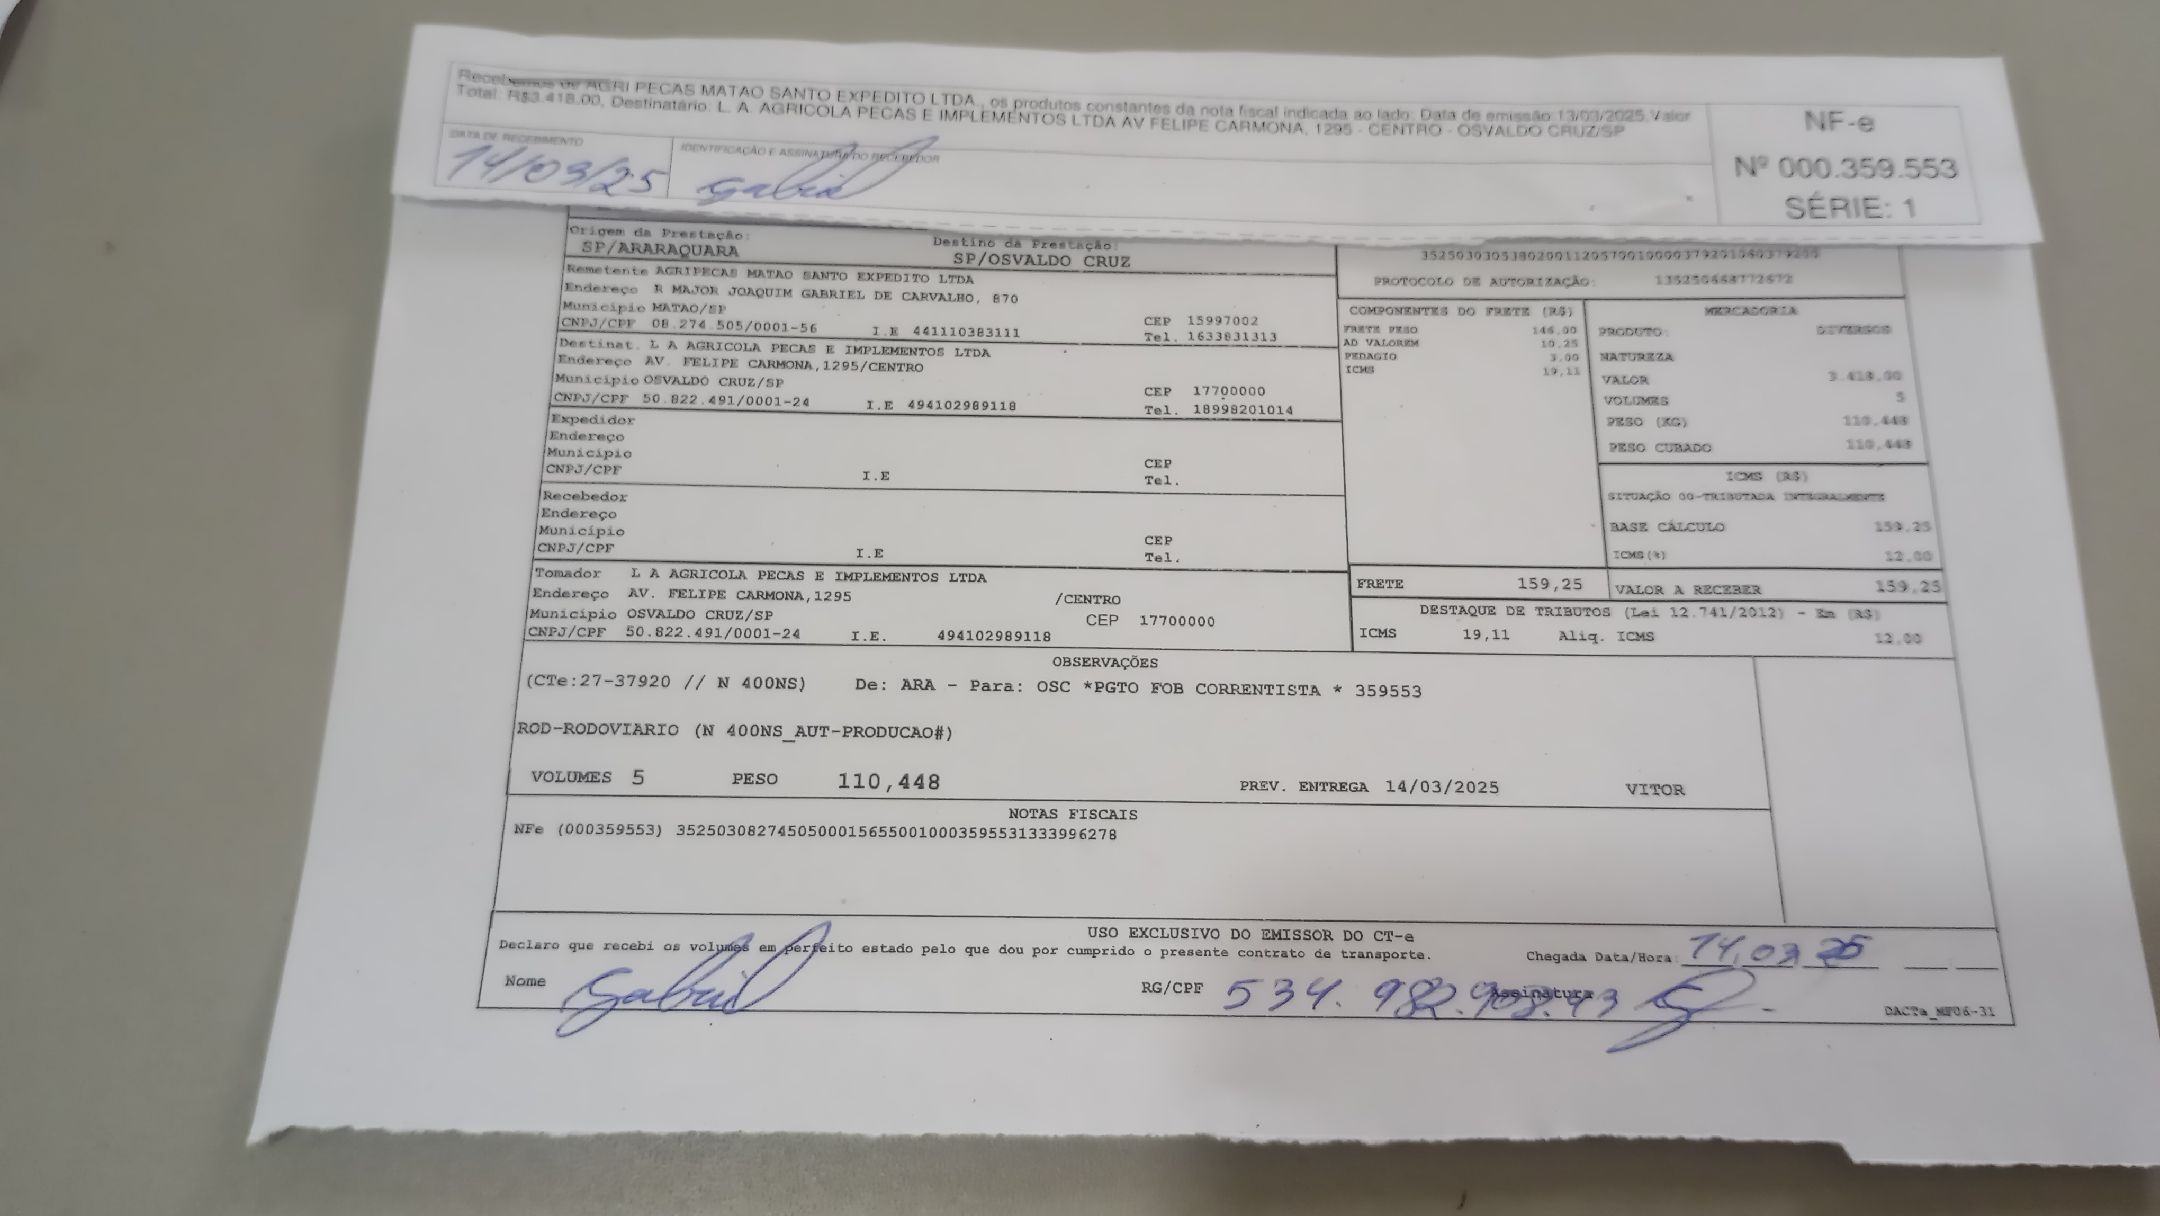 Recebemos de AGRI PECAS MATAO SANTO EXPEDITO LTDA., os produtos constantes da nota fiscal indicada ao lado. Data de emissão 13/03/2025 Valor
Total: R$3.418,00, Destinatário: L. A. AGRICOLA PECAS E IMPLEMENTOS LTDA AV FELIPE CARMONA, 1295 - CENTRO - OSVALDO CRUZ/SP
DATA DE RECEBIMENTO
14/03/25
IDENTIFICAÇÃO E ASSINATURA DO RECEBEDOR
Gabriel
NF-e
Nº 000.359.553
SÉRIE: 1
Origem da Prestação: Destino da Prestação:
SP/ARARAQUARA SP/OSVALDO CRUZ
Remetente AGRIPECAS MATAO SANTO EXPEDITO LTDA
Endereço R MAJOR JOAQUIM GABRIEL DE CARVALHO, 870
Município MATAO/SP CEP 15997002
CNPJ/CPF 08.274.505/0001-56 I.E 441110383111 Tel. 1633831313
Destinat. L A AGRICOLA PECAS E IMPLEMENTOS LTDA
Endereço AV. FELIPE CARMONA,1295/CENTRO
Município OSVALDO CRUZ/SP CEP 17700000
CNPJ/CPF 50.822.491/0001-24 I.E 494102989118 Tel. 18998201014
Expedidor
Endereço
Município CEP
CNPJ/CPF I.E Tel.
Recebedor
Endereço
Município CEP
CNPJ/CPF I.E Tel.
Tomador L A AGRICOLA PECAS E IMPLEMENTOS LTDA
Endereço AV. FELIPE CARMONA,1295 /CENTRO
Município OSVALDO CRUZ/SP CEP 17700000
CNPJ/CPF 50.822.491/0001-24 I.E. 494102989118
PROTOCOLO DE AUTORIZAÇÃO:
COMPONENTES DO FRETE (R$)
FRETE PESO 146,00
AD VALOREM 10,25
PEDAGIO 3,00
ICMS 19,11
MERCADORIA
PRODUTO: DIVERSOS
NATUREZA
VALOR 3.418,00
VOLUMES 5
PESO (KG) 110,448
PESO CUBADO 110,448
ICMS (R$)
SITUAÇÃO 00-TRIBUTADA INTEGRALMENTE
BASE CÁLCULO 159,25
ICMS(%) 12,00
FRETE 159,25 VALOR A RECEBER 159,25
DESTAQUE DE TRIBUTOS (Lei 12.741/2012) - Em (R$)
ICMS 19,11 Aliq. ICMS 12,00
OBSERVAÇÕES
(CTe:27-37920 // N 400NS) De: ARA - Para: OSC *PGTO FOB CORRENTISTA * 359553
ROD-RODOVIARIO (N 400NS_AUT-PRODUCAO#)
VOLUMES 5 PESO 110,448 PREV. ENTREGA 14/03/2025 VITOR
NOTAS FISCAIS
NFe (000359553) 35250308274505000156550010003595531333996278
USO EXCLUSIVO DO EMISSOR DO CT-e
Declaro que recebi os volumes em perfeito estado pelo que dou por cumprido o presente contrato de transporte. Chegada Data/Hora: 14,03 25
Nome Gabriel RG/CPF 534.982.908.43 Assinatura
DACTe_MF06-31